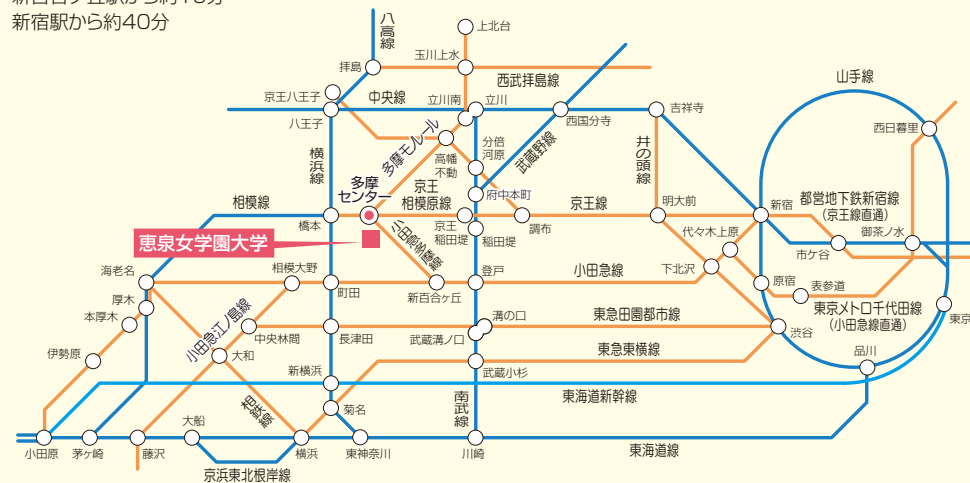 新宿駅から約40分
八高線
上北台
玉川上水
拝島
西武拝島線
山手線
京王八王子
中央線
立川南
立川
吉祥寺
八王子
西国分寺
西日暮里
多摩モノレール
分倍
河原
武蔵野線
井の頭線
横浜線
高幡
不動
多摩
センター
京王
相模原線
府中本町
都営地下鉄新宿線
(京王線直通)
相模線
京王線
明大前
新宿
橋本
京王
稲田堤
稲田堤
調布
代々木上原
御茶ノ水
恵泉女学園大学
小田急多摩線
市ケ谷
海老名
相模大野
登戸
小田急線
下北沢
原宿
表参道
厚木
町田
新百合ヶ丘
東京メトロ千代田線
(小田急線直通)
本厚木
小田急江ノ島線
溝の口
東急田園都市線
東京
中央林間
長津田
武蔵溝ノ口
渋谷
伊勢原
大和
東急東横線
品川
新横浜
武蔵小杉
相鉄線
菊名
南武線
東海道新幹線
大船
小田原
茅ヶ崎
藤沢
横浜
東神奈川
川崎
東海道線
京浜東北根岸線